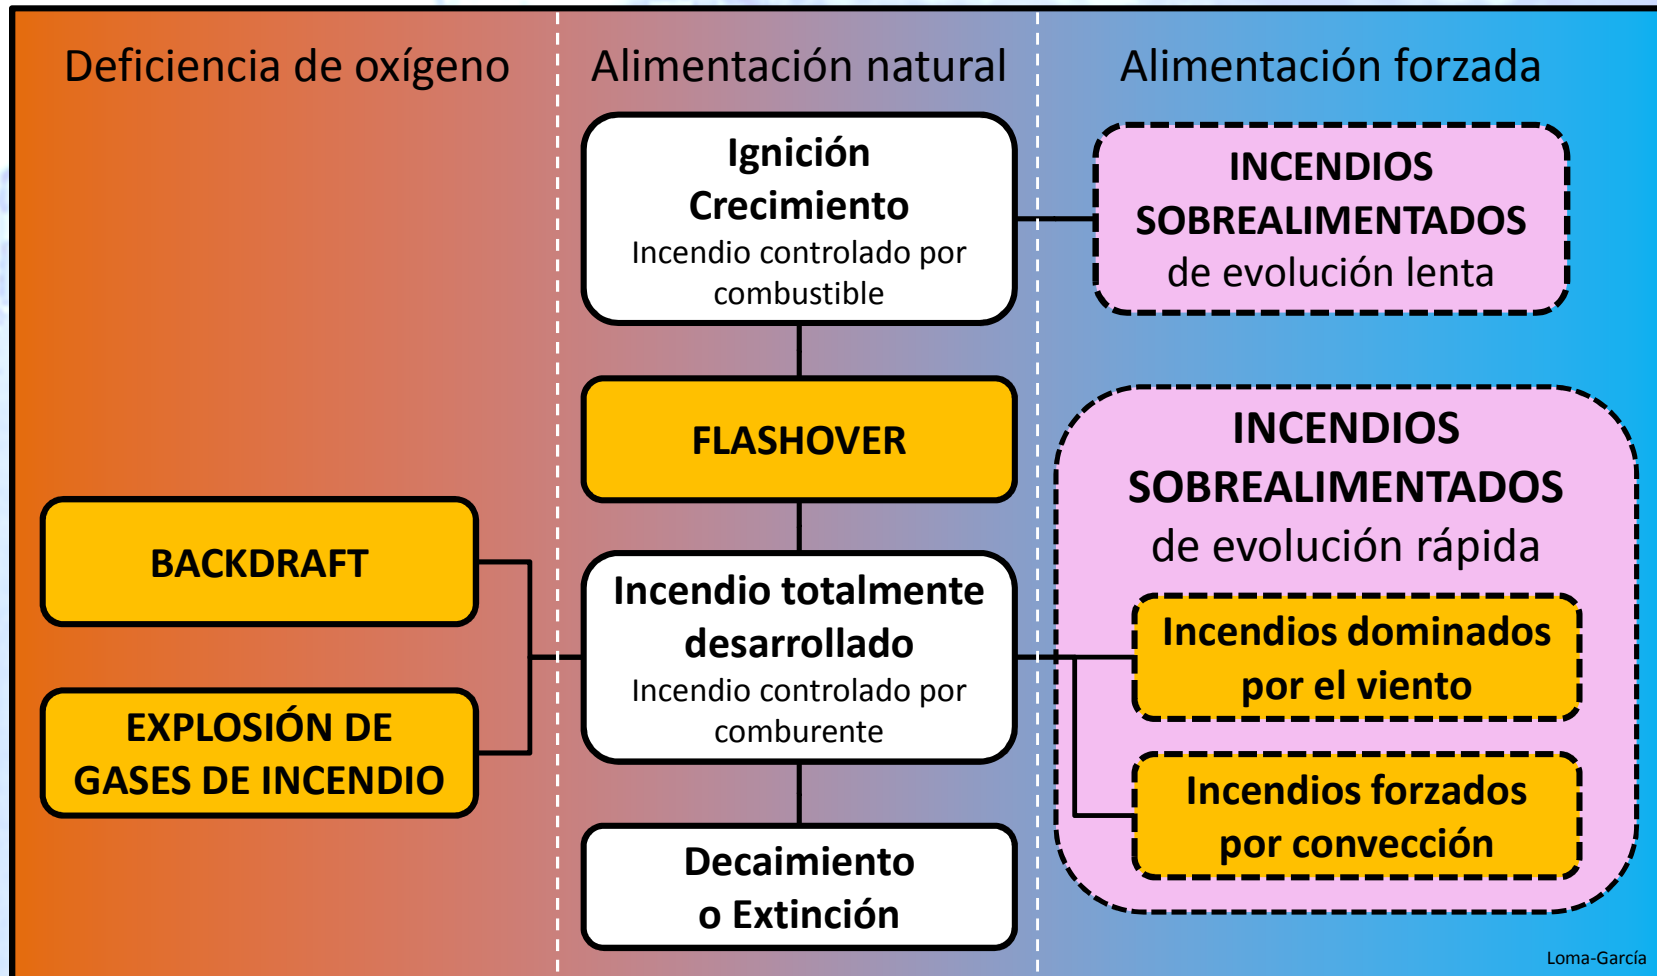 Deficiencia de oxígeno
Alimentación natural
Alimentación forzada
Ignición
Crecimiento
Incendio controlado por
combustible
INCENDIOS
SOBREALIMENTADOS
de evolución lenta
FLASHOVER
INCENDIOS
SOBREALIMENTADOS
de evolución rápida
BACKDRAFT
EXPLOSIÓN DE
GASES DE INCENDIO
Incendio totalmente
desarrollado
Incendio controlado por
comburente
Incendios dominados
por el viento
Incendios forzados
por convección
Decaimiento
o Extinción
Loma-García